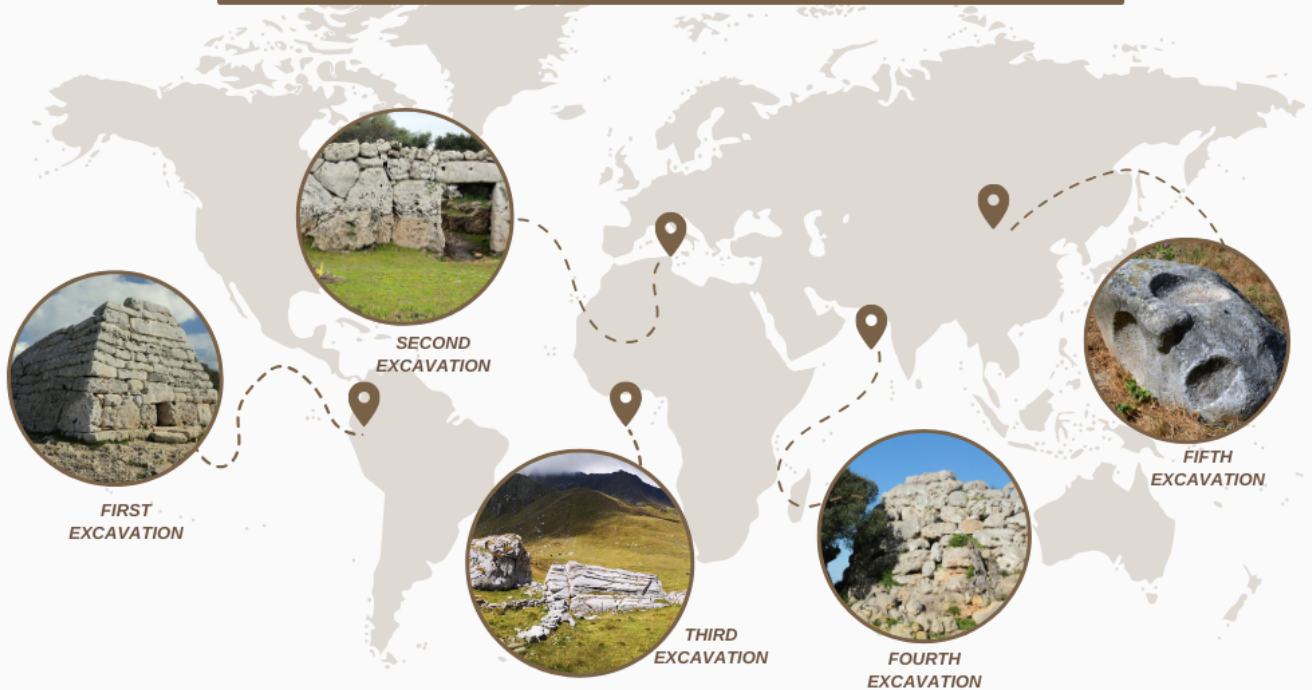 SECOND
EXCAVATION
FIRST
EXCAVATION
THIRD
EXCAVATION
FOURTH
EXCAVATION
FIFTH
EXCAVATION